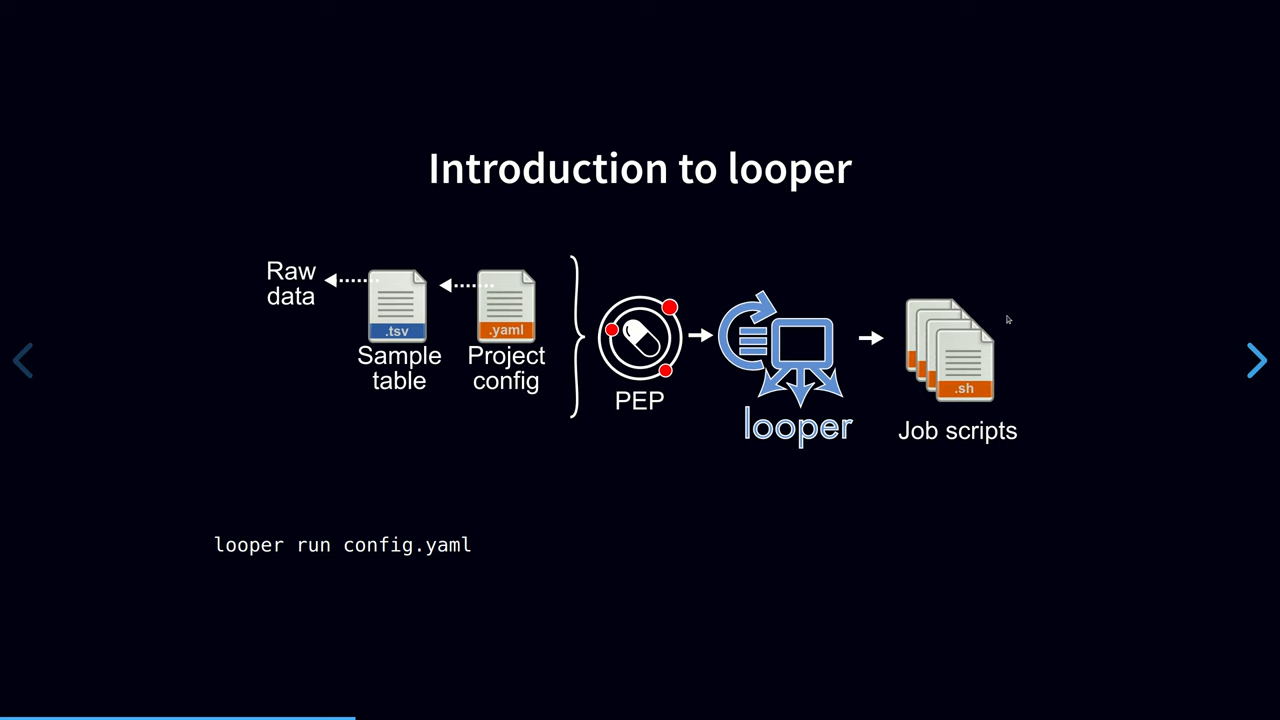 Introduction to looper
Raw
data
.tsv
Sample
table
.yaml
Project
config
PEP
looper
.sh
Job scripts
looper run config.yaml